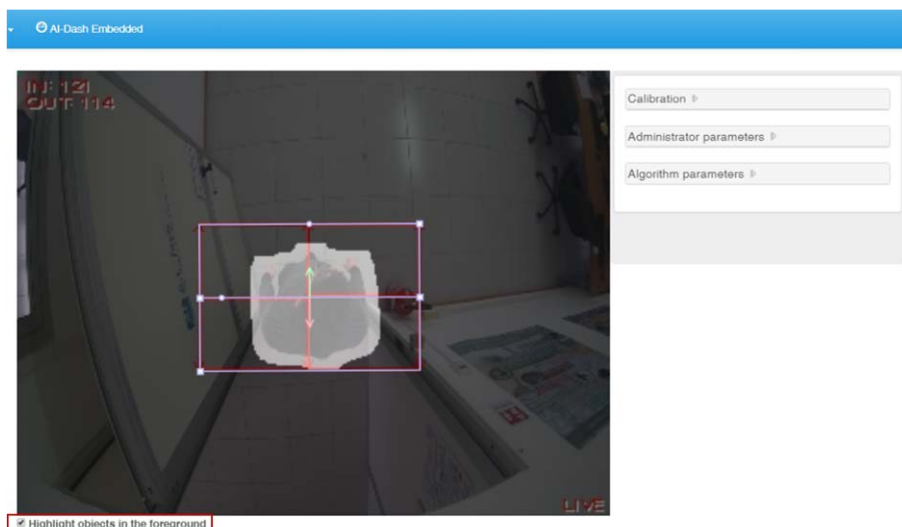 AI-Dash Embedded
IN: 121
OUT: 114
Calibration
Administrator parameters
Algorithm parameters
LIVE
Highlight objects in the foreground